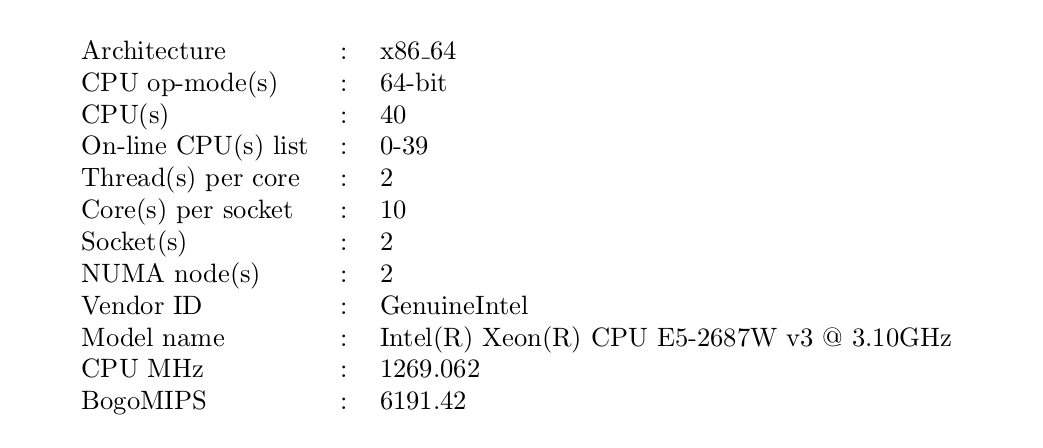 Architecture : x86_64
CPU op-mode(s) : 64-bit
CPU(s) : 40
On-line CPU(s) list : 0-39
Thread(s) per core : 2
Core(s) per socket : 10
Socket(s) : 2
NUMA node(s) : 2
Vendor ID : GenuineIntel
Model name : Intel(R) Xeon(R) CPU E5-2687W v3 @ 3.10GHz
CPU MHz : 1269.062
BogoMIPS : 6191.42